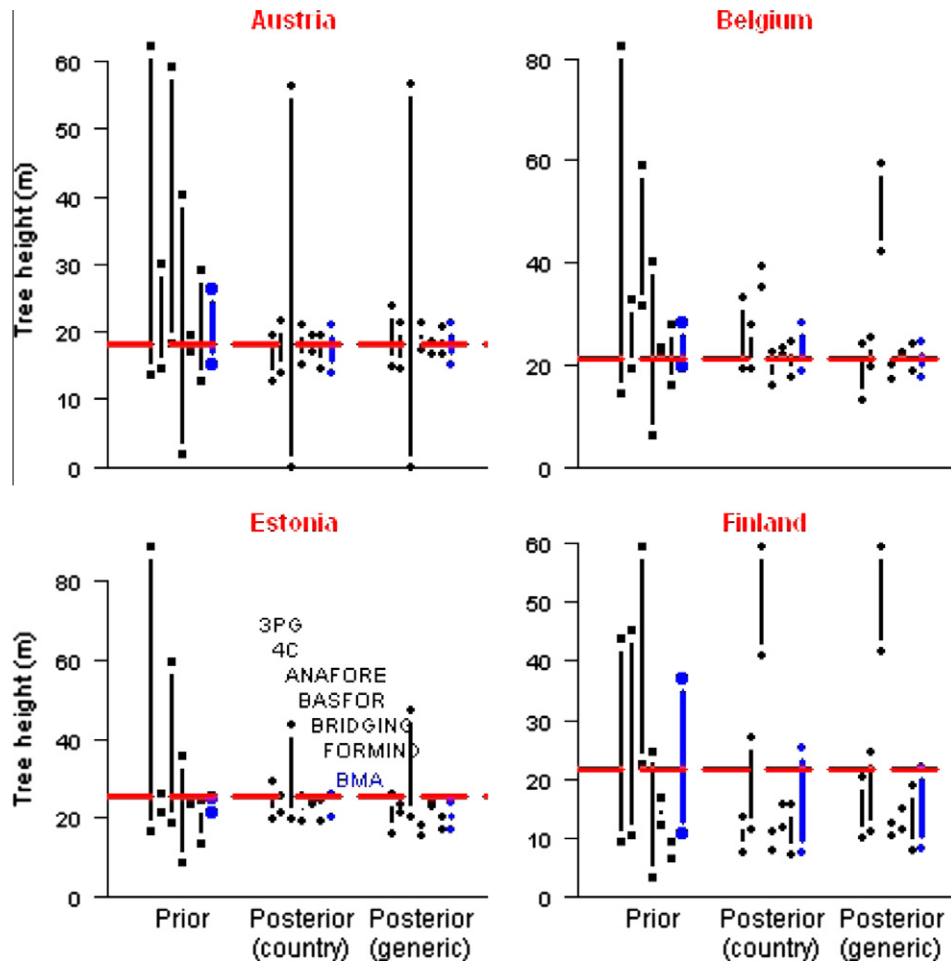 Austria
Tree height (m)
60
50
40
30
20
10
0
Belgium
80
60
40
20
0
Estonia
Tree height (m)
80
60
40
20
0
3PG
4C
ANAFORE
BASFOR
BRIDGING
FORMIND
BMA
Prior
Posterior
(country)
Posterior
(generic)
Finland
60
50
40
30
20
10
0
Prior
Posterior
(country)
Posterior
(generic)